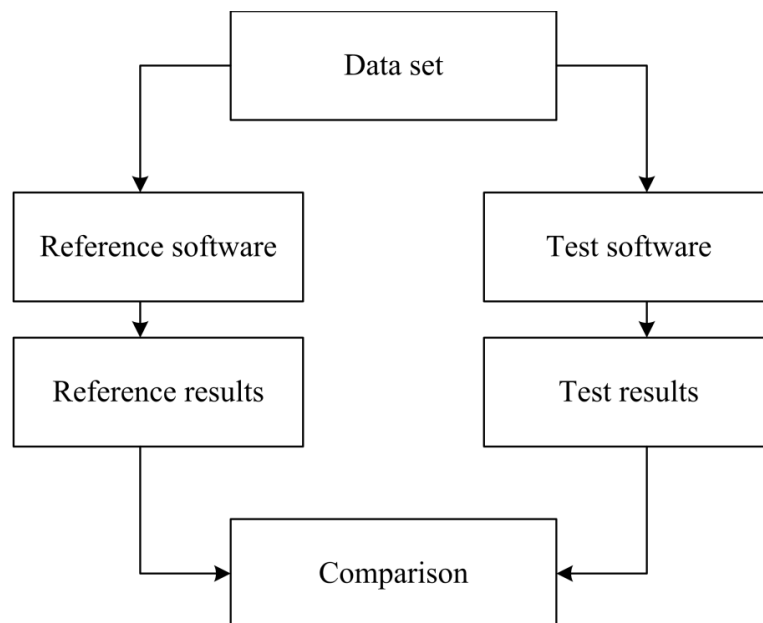 Data set
Reference software
Test software
Reference results
Test results
Comparison